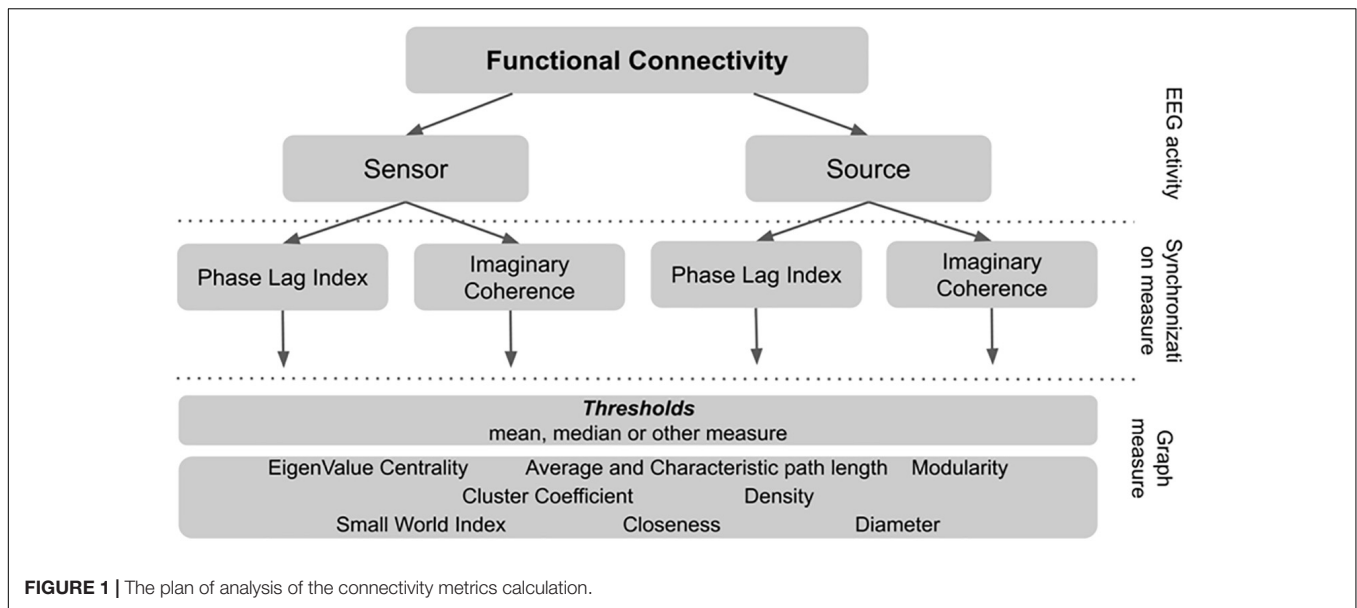 Functional Connectivity
EEG activity
Sensor
Source
Phase Lag Index
Imaginary
Coherence
Phase Lag Index
Imaginary
Coherence
Synchronizati
on measure
Thresholds
mean, median or other measure
Graph
measure
EigenValue Centrality Average and Characteristic path length Modularity
Cluster Coefficient Density
Small World Index Closeness Diameter
FIGURE 1 | The plan of analysis of the connectivity metrics calculation.